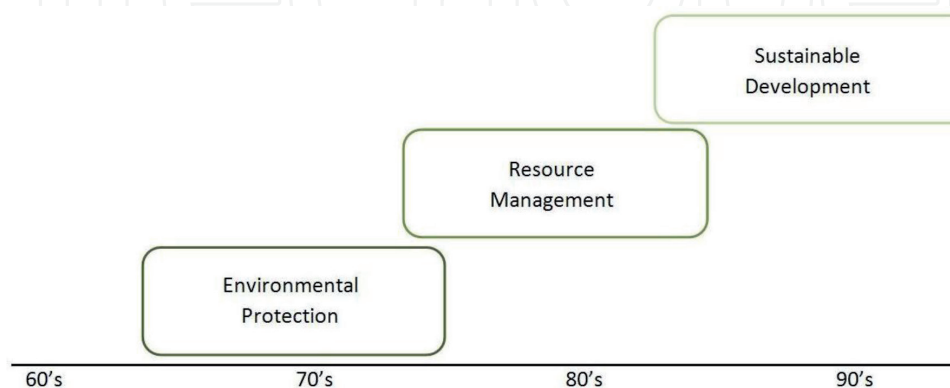 Sustainable
Development
Resource
Management
Environmental
Protection
60's
70's
80's
90's